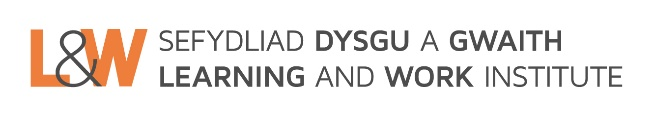 L&W
SEFYDLIAD DYSGU A GWAITH
LEARNING AND WORK INSTITUTE